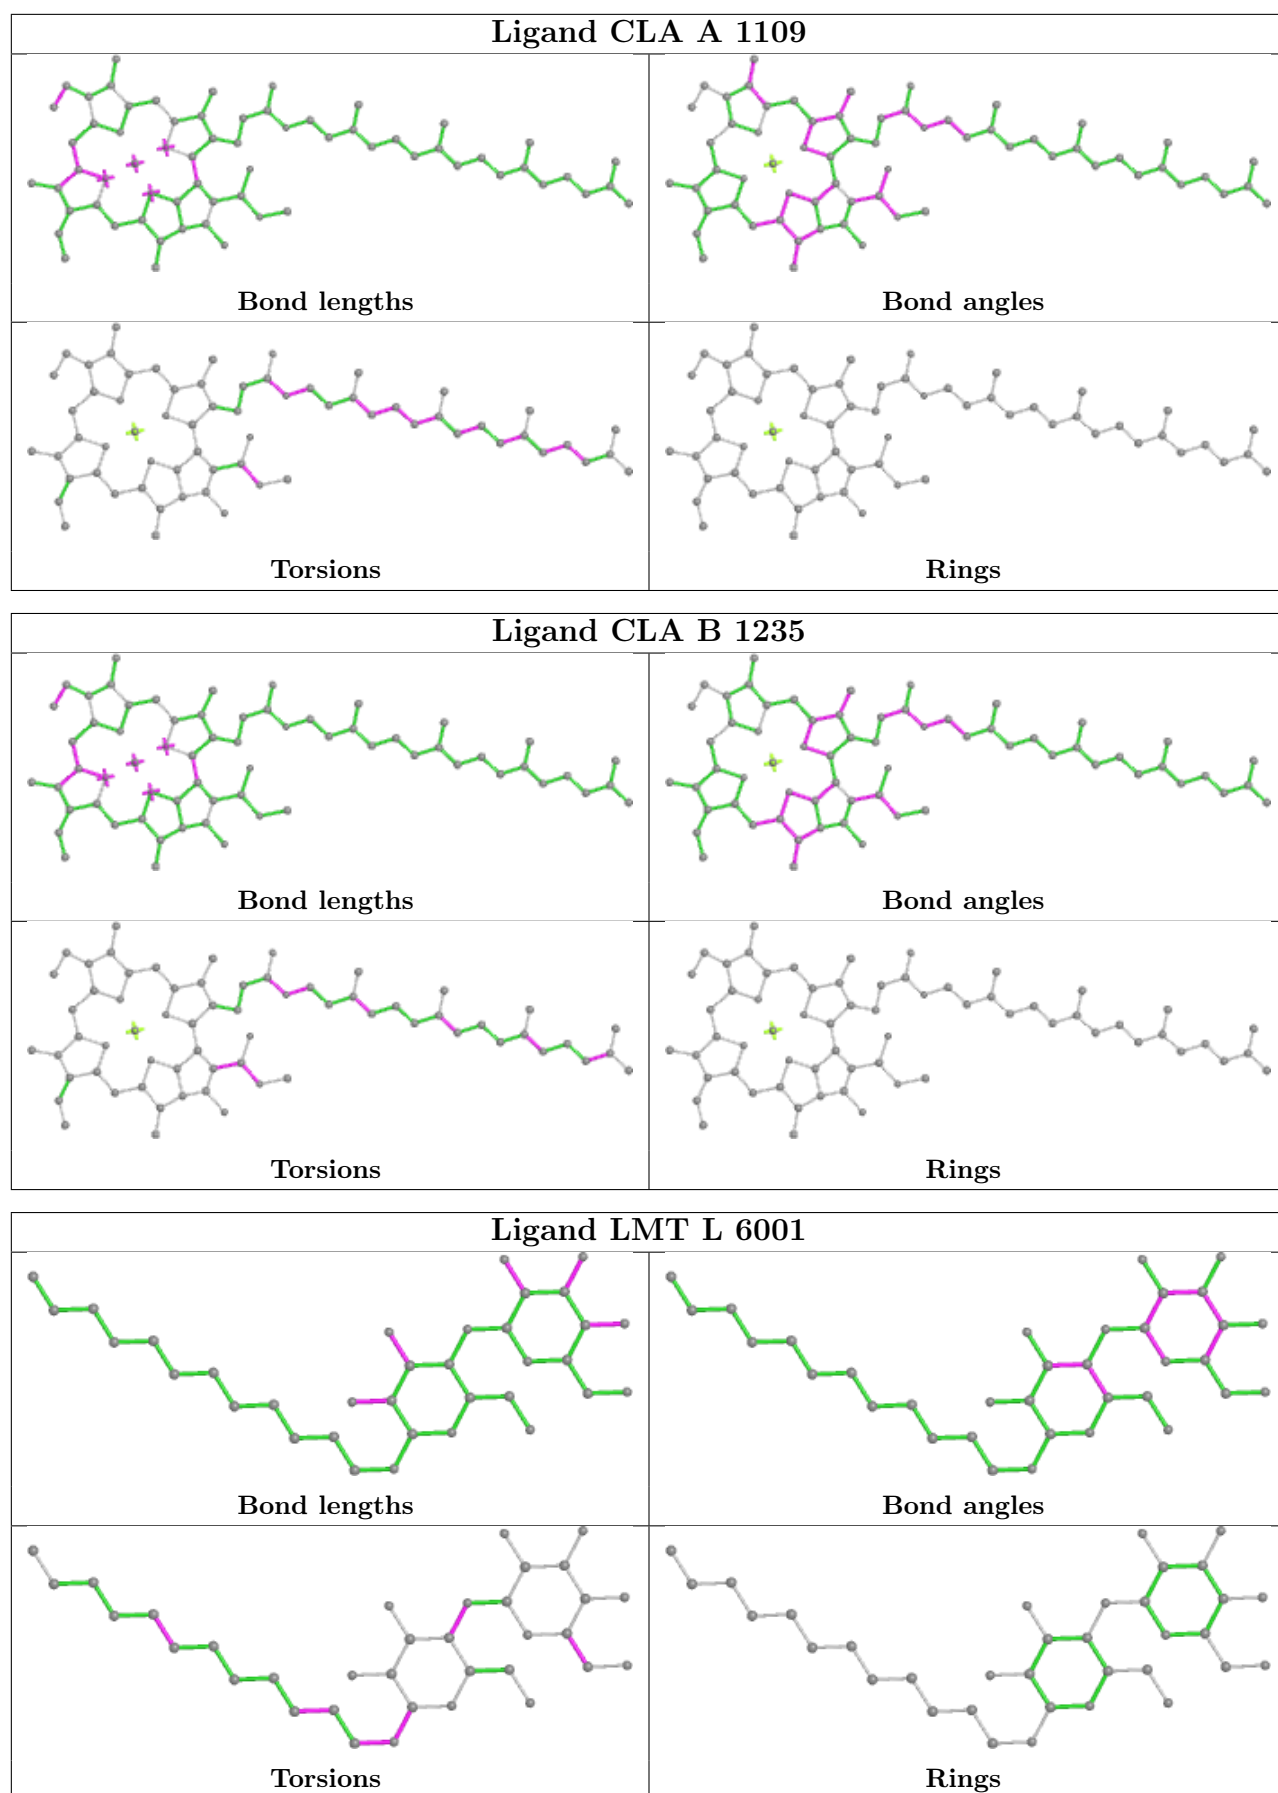 Ligand CLA A 1109
Bond lengths
Bond angles
Torsions
Rings
Ligand CLA B 1235
Bond lengths
Bond angles
Torsions
Rings
Ligand LMT L 6001
Bond lengths
Bond angles
Torsions
Rings